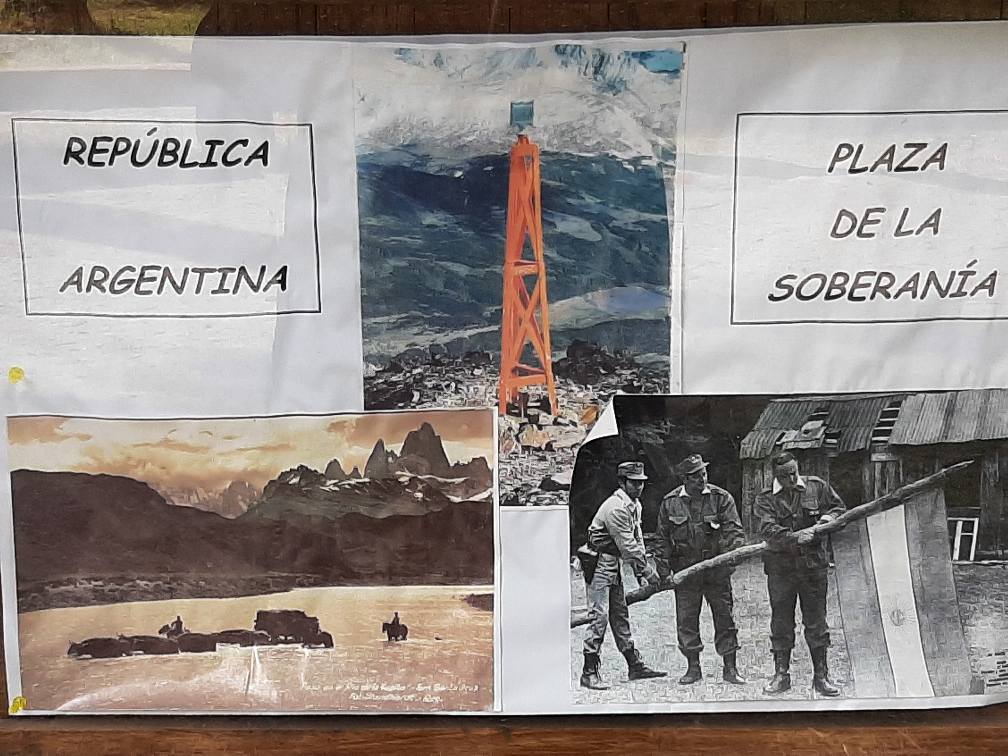 REPÚBLICA
ARGENTINA
PLAZA
DE LA
SOBERANÍA